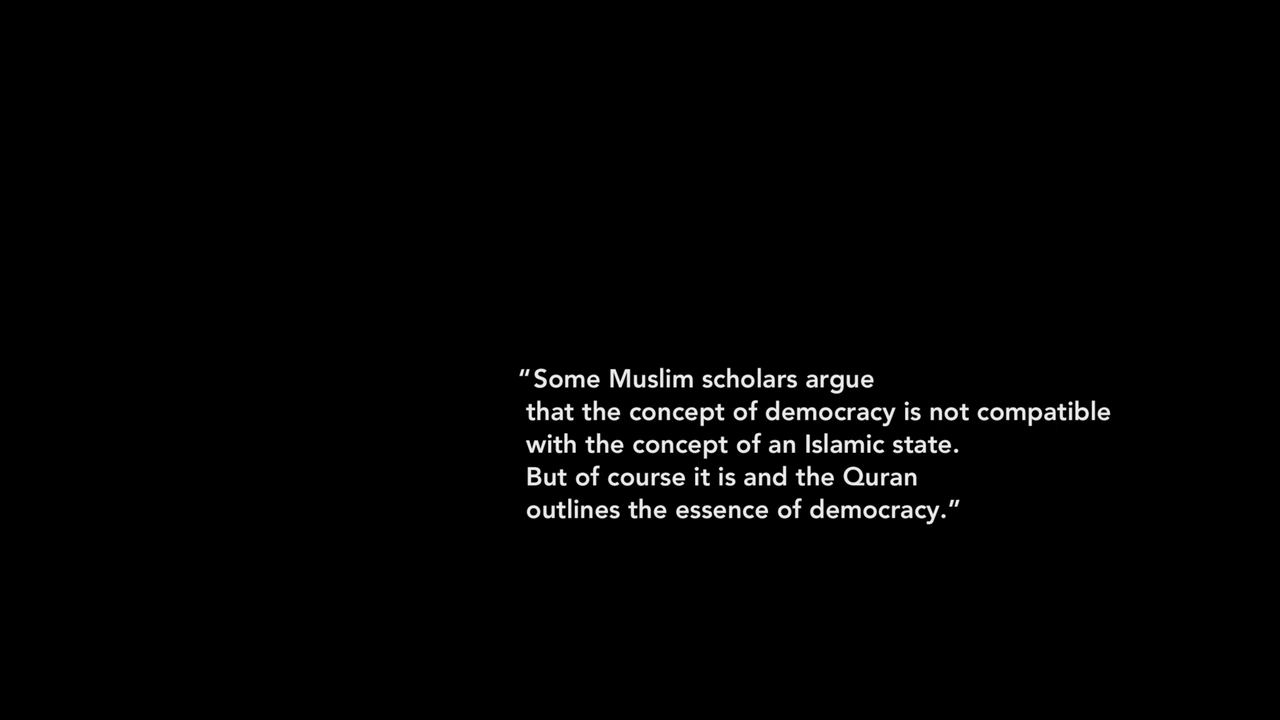 ”Some Muslim scholars argue
that the concept of democracy is not compatible
with the concept of an Islamic state.
But of course it is and the Quran
outlines the essence of democracy.”